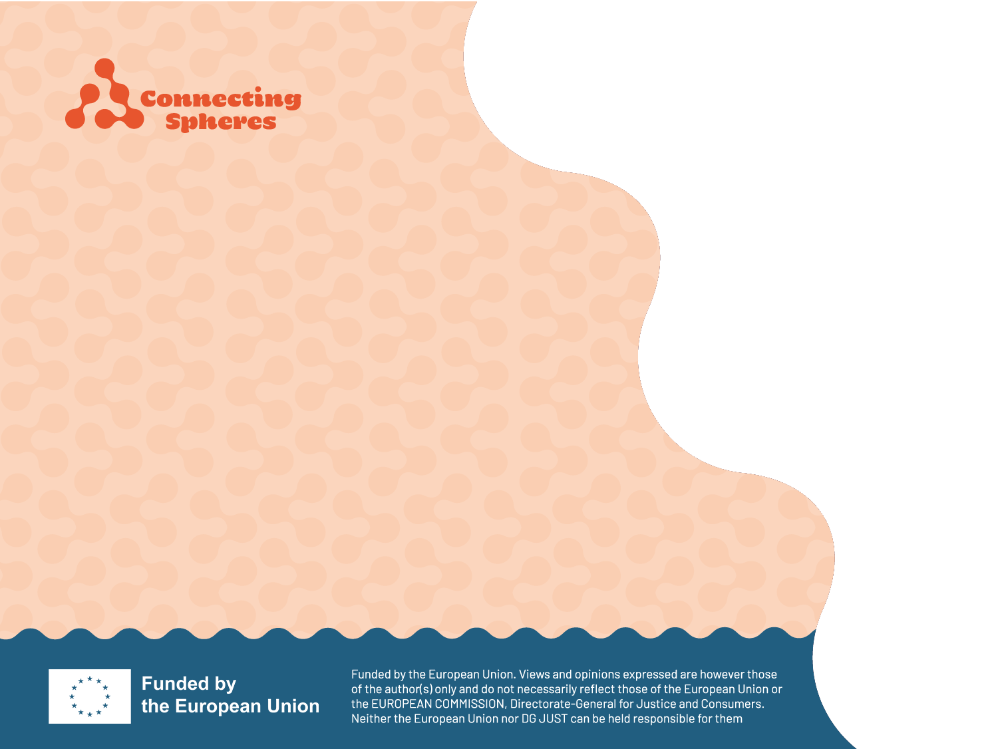 Connecting
Spheres
Funded by
the European Union
Funded by the European Union. Views and opinions expressed are however those
of the author(s) only and do not necessarily reflect those of the European Union or
the EUROPEAN COMMISSION, Directorate-General for Justice and Consumers.
Neither the European Union nor DG JUST can be held responsible for them